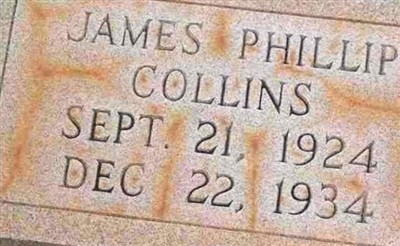 JAMES PHILLIP
COLLINS
SEPT. 21, 1924
DEC 22, 1934